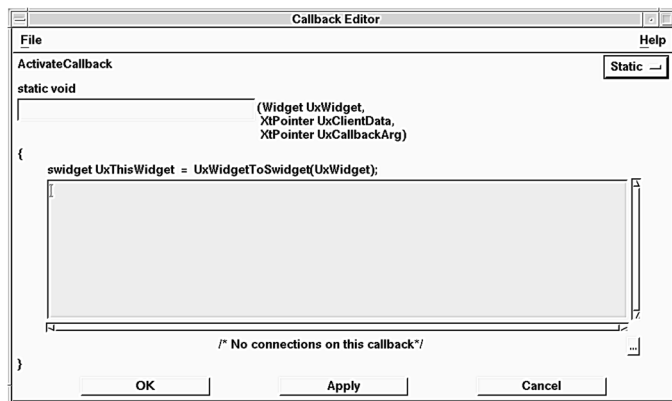 Callback Editor
File Help
ActivateCallback
Static
static void
(Widget UxWidget,
XtPointer UxClientData,
XtPointer UxCallbackArg)
{
swidget UxThisWidget = UxWidgetToSwidget(UxWidget);
/* No connections on this callback*/
...
}
OK Apply Cancel